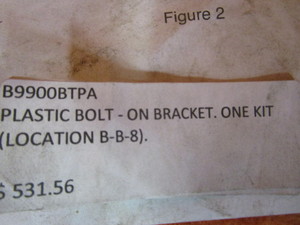 Figure 2
B9900BTPA
PLASTIC BOLT - ON BRACKET. ONE KIT
(LOCATION B-B-8).
$ 531.56